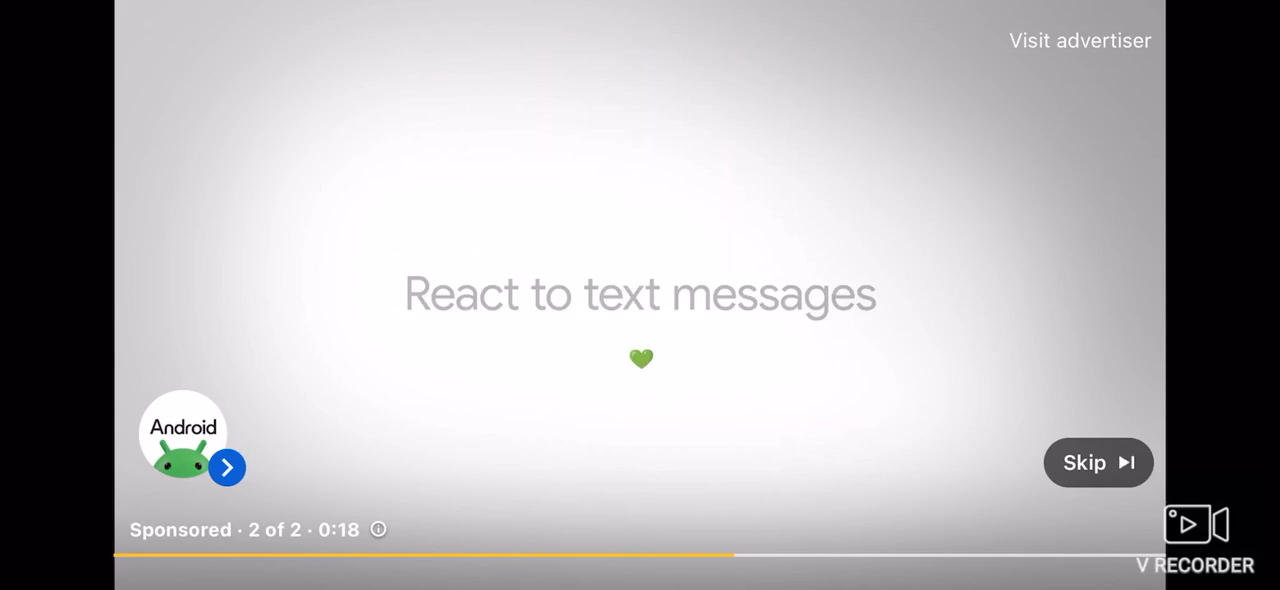 Visit advertiser
React to text messages
Android
Skip
Sponsored · 2 of 2 · 0:18
V RECORDER